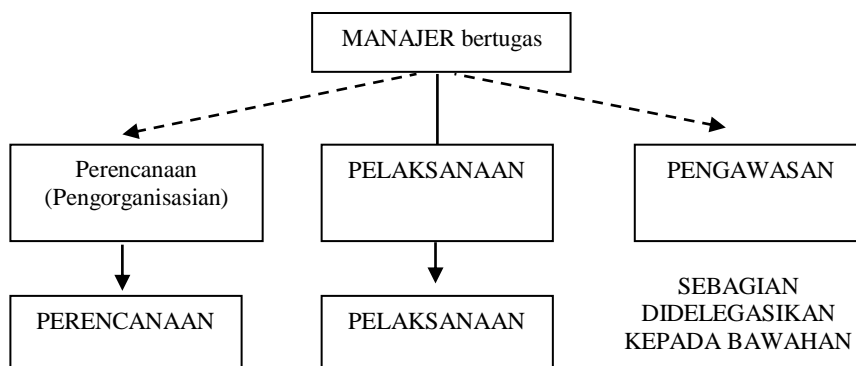 MANAJER bertugas
Perencanaan
(Pengorganisasian)
PELAKSANAAN
PENGAWASAN
PERENCANAAN
PELAKSANAAN
SEBAGIAN
DIDELEGASIKAN
KEPADA BAWAHAN